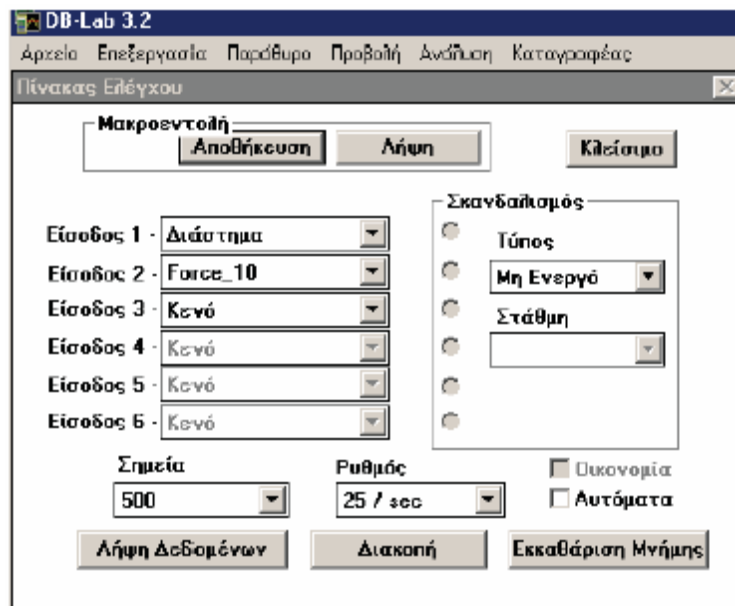 DB-Lab 3.2
Αρχείο Επεξεργασία Παράθυρο Προβολή Ανάλυση Καταγραφέας
Πίνακας Ελέγχου
Μακροεντολή
Αποθήκευση Λήψη Κλείσιμο
Σκανδαλισμός
Είσοδος 1 - Διάστημα
Τύπος
Είσοδος 2 - Force_10
Μη Ενεργό
Είσοδος 3 - Κενό
Στάθμη
Είσοδος 4 - Κενό
Είσοδος 5 - Κενό
Είσοδος 6 - Κενό
Σημεία Ρυθμός Οικονομία
500 25 / sec Αυτόματα
Λήψη Δεδομένων Διακοπή Εκκαθάριση Μνήμης